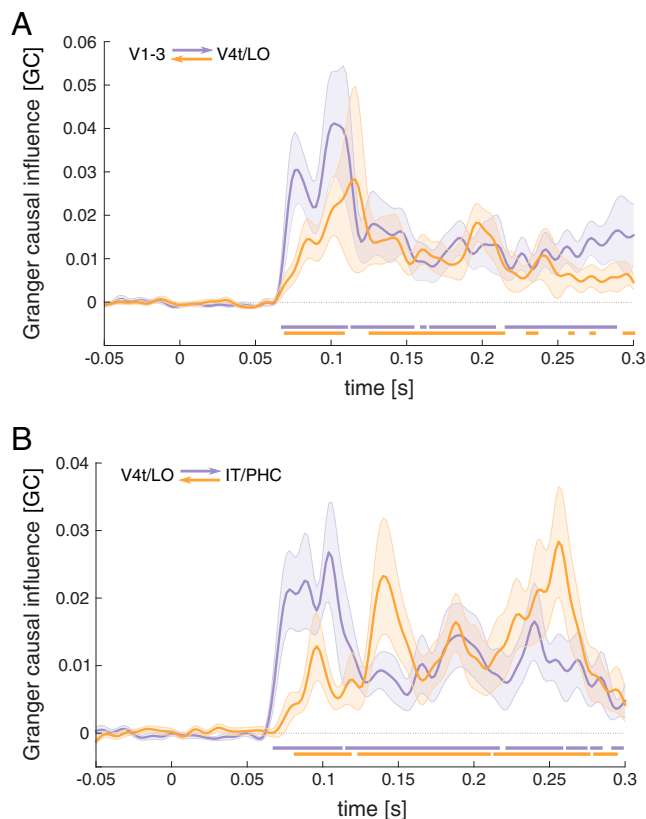 A
Granger causal influence [GC]
0.06
0.05
0.04
0.03
0.02
0.01
0
V1-3 V4t/LO
-0.05 0 0.05 0.1 0.15 0.2 0.25 0.3
time [s]
B
Granger causal influence [GC]
0.04
0.03
0.02
0.01
0
V4t/LO IT/PHC
-0.05 0 0.05 0.1 0.15 0.2 0.25 0.3
time [s]